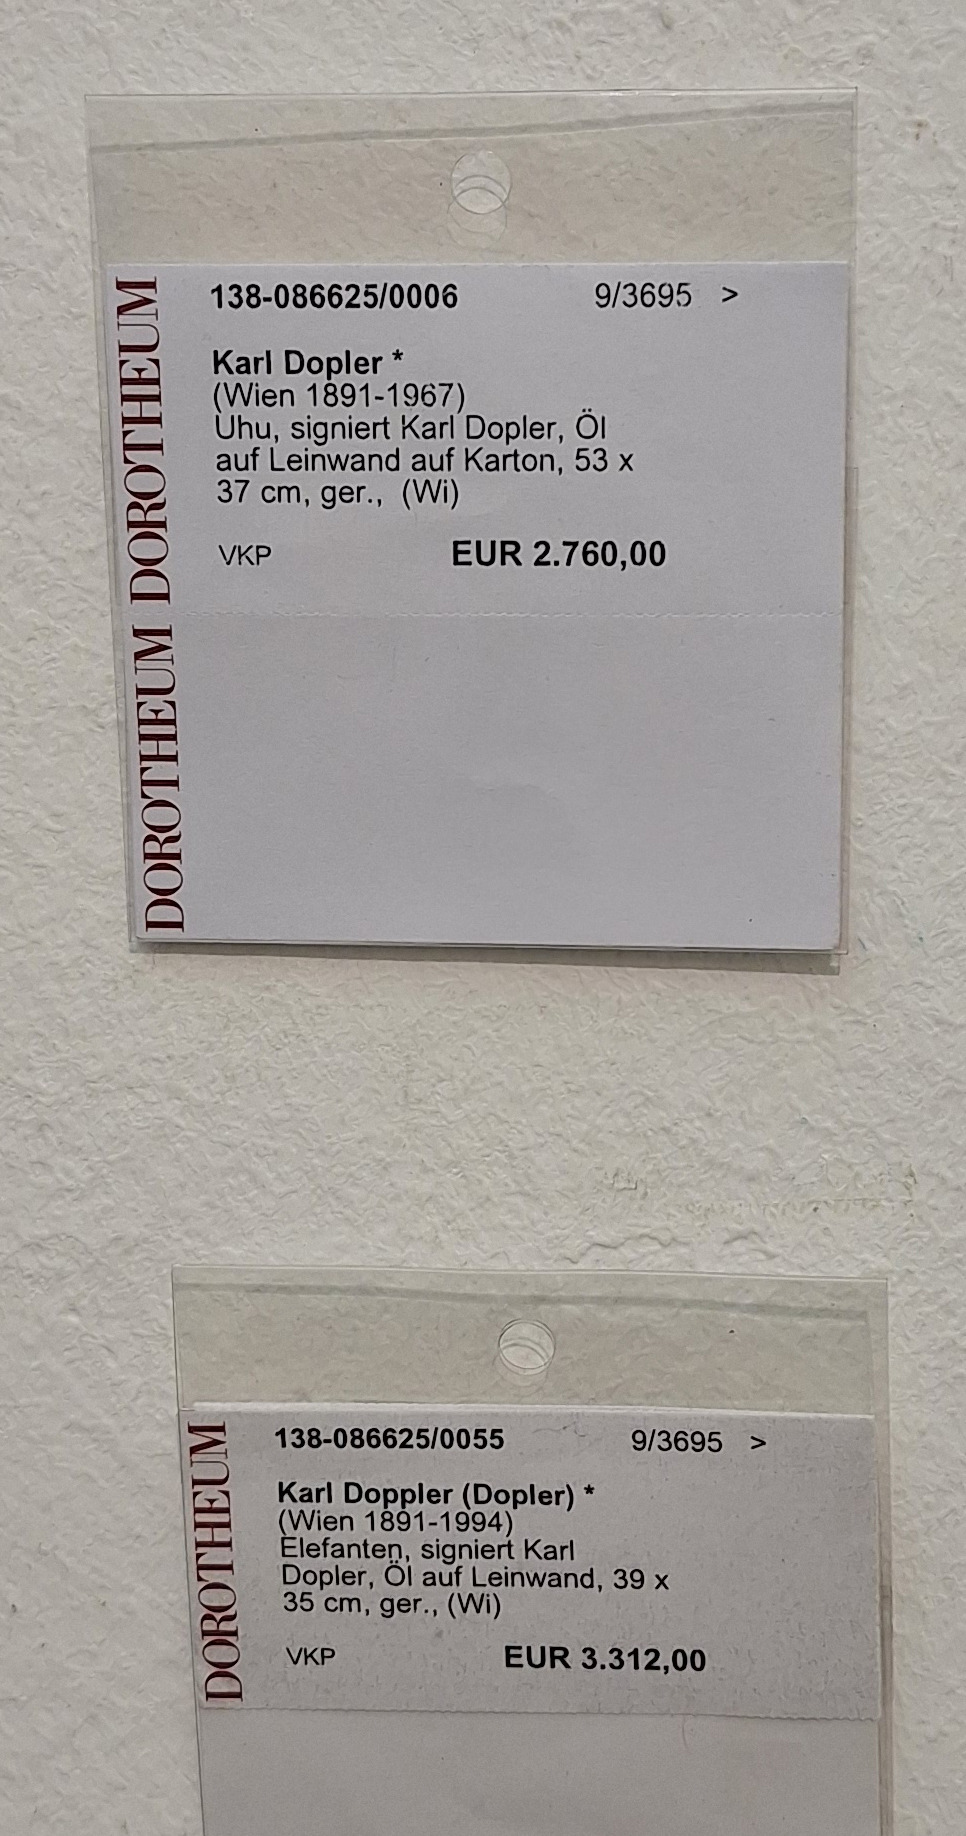 DOROTHEUM DOROTHEUM
138-086625/0006 9/3695 >
Karl Dopler *
(Wien 1891-1967)
Uhu, signiert Karl Dopler, Öl
auf Leinwand auf Karton, 53 x
37 cm, ger., (Wi)
VKP EUR 2.760,00
DOROTHEUM
138-086625/0055 9/3695 >
Karl Doppler (Dopler) *
(Wien 1891-1994)
Elefanten, signiert Karl
Dopler, Öl auf Leinwand, 39 x
35 cm, ger., (Wi)
VKP EUR 3.312,00